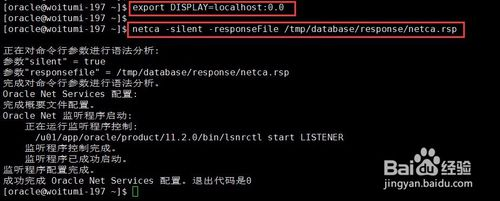 [oracle@woitumi-197 ~]$ export DISPLAY=localhost:0.0
[oracle@woitumi-197 ~]$
[oracle@woitumi-197 ~]$ netca -silent -responseFile /tmp/database/response/netca.rsp
正在对命令行参数进行语法分析:
参数"silent" = true
参数"responsefile" = /tmp/database/response/netca.rsp
完成对命令行参数进行语法分析。
Oracle Net Services 配置:
完成概要文件配置。
Oracle Net 监听程序启动:
正在运行监听程序控制:
/u01/app/oracle/product/11.2.0/bin/lsnrctl start LISTENER
监听程序控制完成。
监听程序已成功启动。
监听程序配置完成。
成功完成 Oracle Net Services 配置。退出代码是0
[oracle@woitumi-197 ~]$
Baidu 经验
jingyan.baidu.com